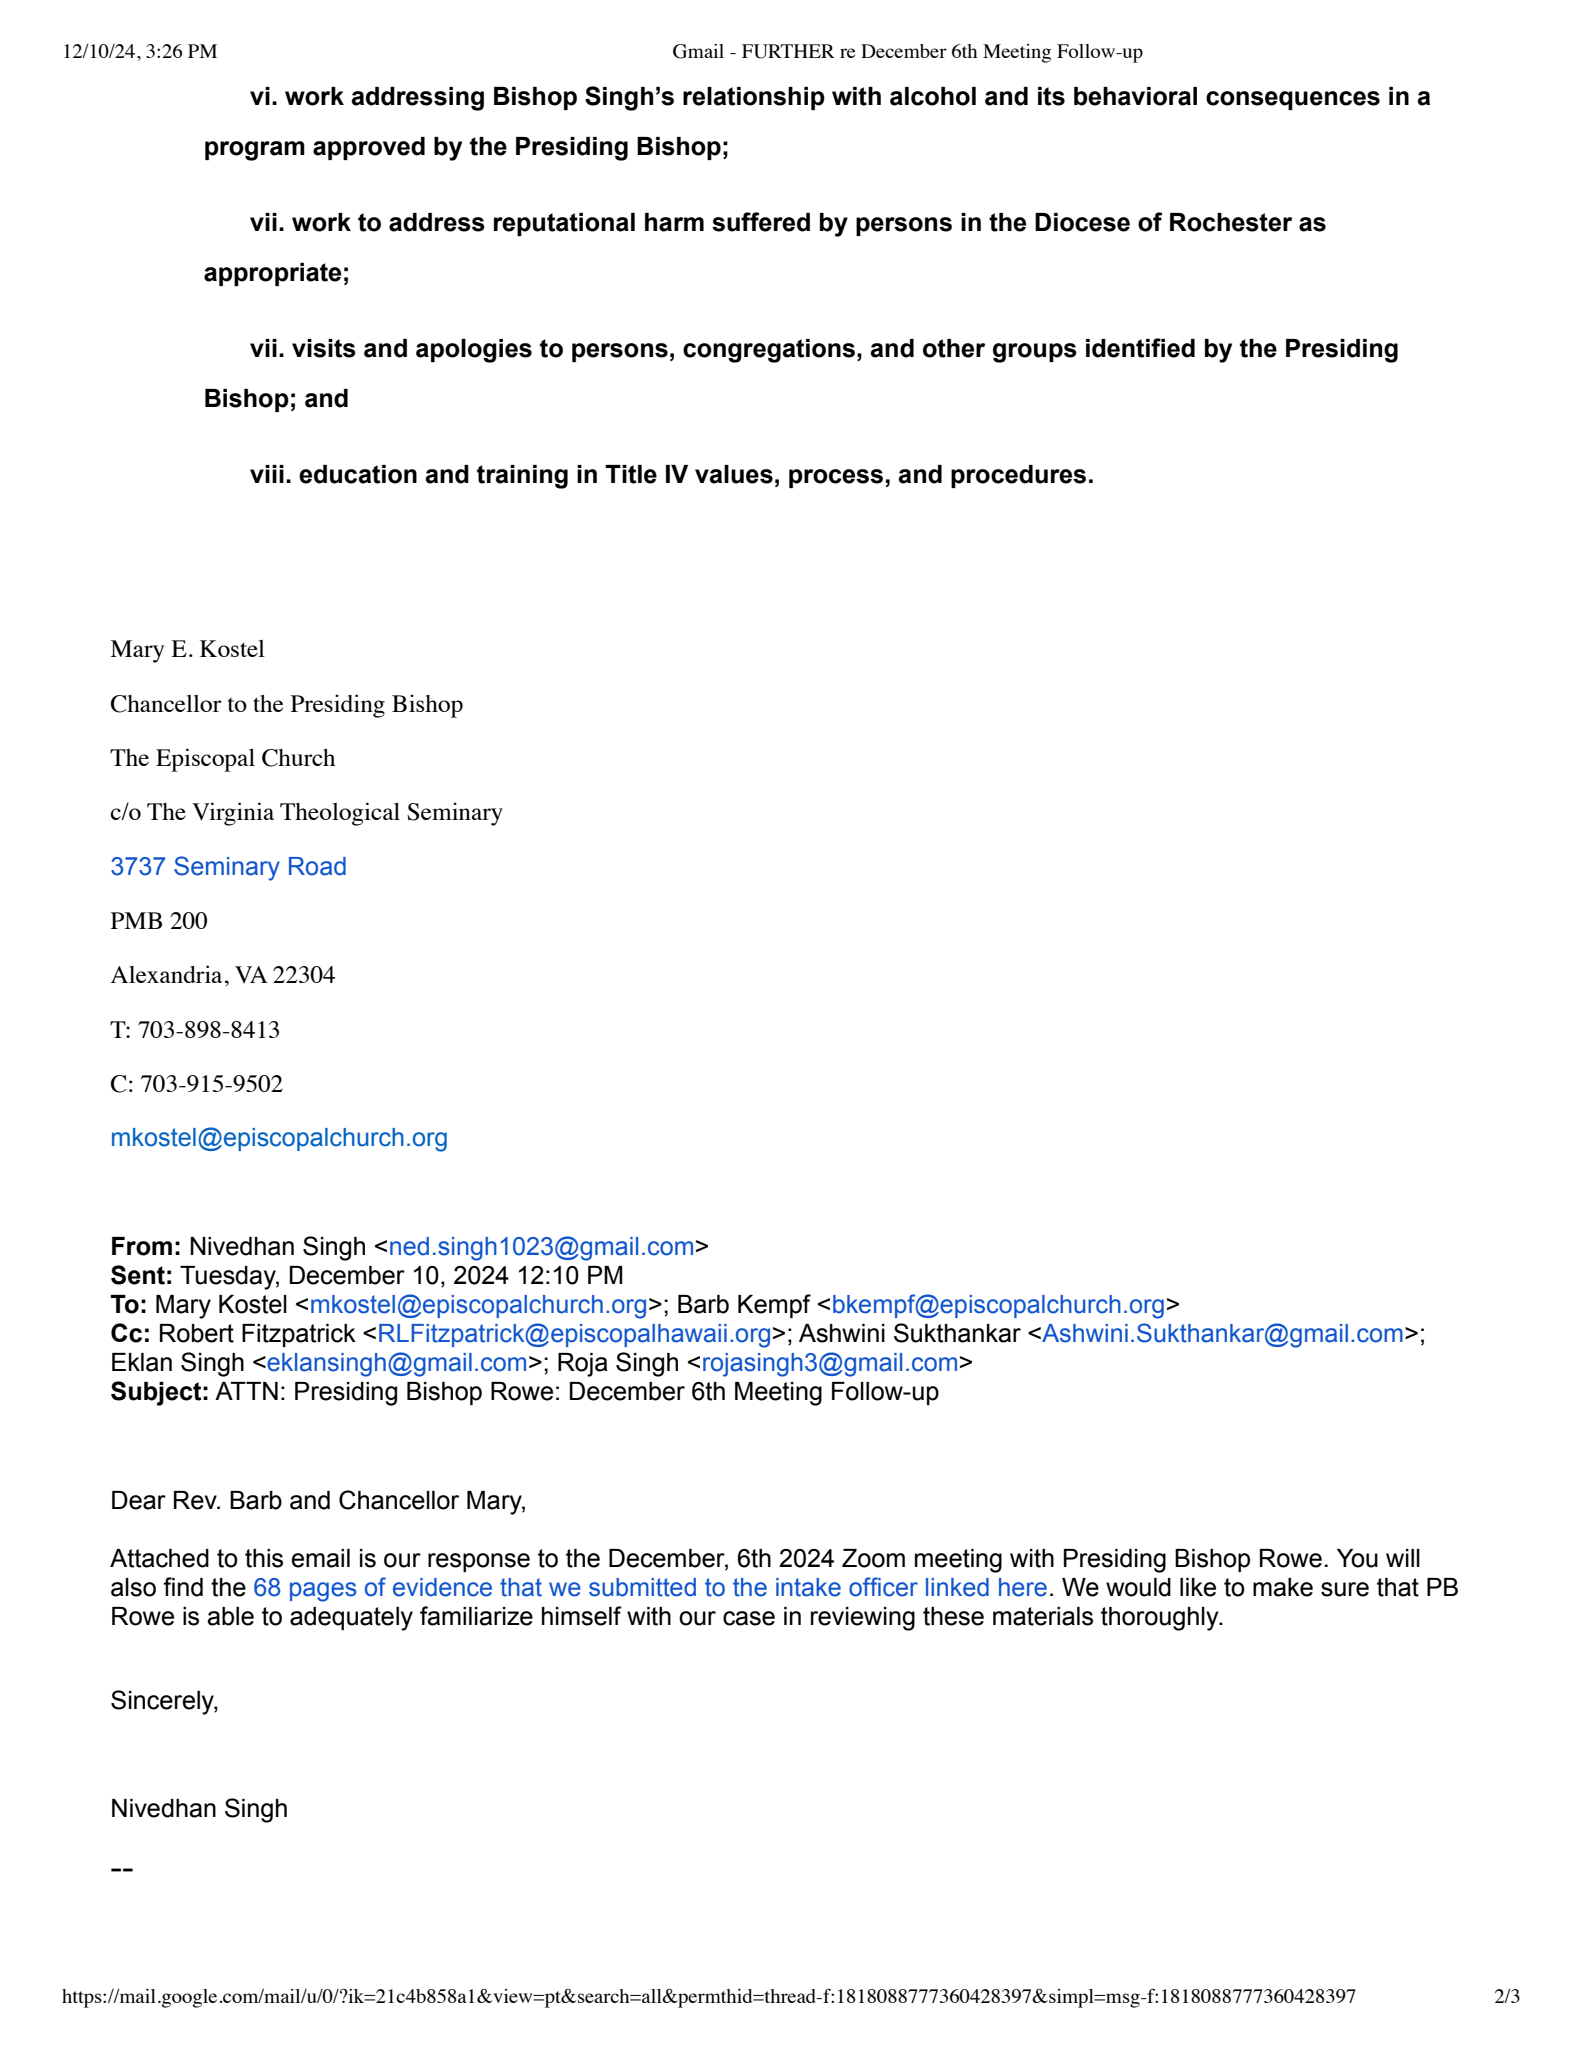 12/10/24, 3:26 PM Gmail - FURTHER re December 6th Meeting Follow-up
vi. work addressing Bishop Singh’s relationship with alcohol and its behavioral consequences in a
program approved by the Presiding Bishop;
vii. work to address reputational harm suffered by persons in the Diocese of Rochester as
appropriate;
vii. visits and apologies to persons, congregations, and other groups identified by the Presiding
Bishop; and
viii. education and training in Title IV values, process, and procedures.
Mary E. Kostel
Chancellor to the Presiding Bishop
The Episcopal Church
c/o The Virginia Theological Seminary
3737 Seminary Road
PMB 200
Alexandria, VA 22304
T: 703-898-8413
C: 703-915-9502
mkostel@episcopalchurch.org
From: Nivedhan Singh <ned.singh1023@gmail.com>
Sent: Tuesday, December 10, 2024 12:10 PM
To: Mary Kostel <mkostel@episcopalchurch.org>; Barb Kempf <bkempf@episcopalchurch.org>
Cc: Robert Fitzpatrick <RLFitzpatrick@episcopalhawaii.org>; Ashwini Sukthankar <Ashwini.Sukthankar@gmail.com>;
Eklan Singh <eklansingh@gmail.com>; Roja Singh <rojasingh3@gmail.com>
Subject: ATTN: Presiding Bishop Rowe: December 6th Meeting Follow-up
Dear Rev. Barb and Chancellor Mary,
Attached to this email is our response to the December, 6th 2024 Zoom meeting with Presiding Bishop Rowe. You will
also find the 68 pages of evidence that we submitted to the intake officer linked here. We would like to make sure that PB
Rowe is able to adequately familiarize himself with our case in reviewing these materials thoroughly.
Sincerely,
Nivedhan Singh
--
https://mail.google.com/mail/u/0/?ik=21c4b858a1&view=pt&search=all&permthid=thread-f:1818088777360428397&simpl=msg-f:1818088777360428397 2/3